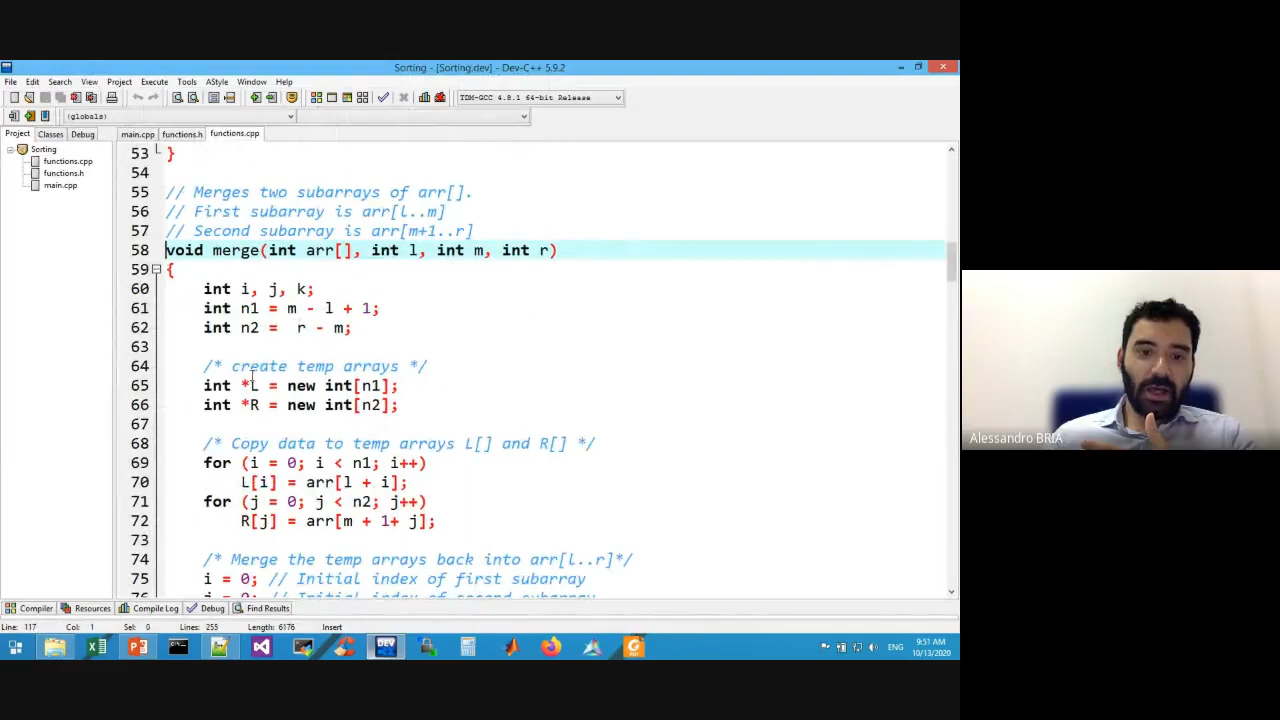 Sorting - [Sorting.dev] - Dev-C++ 5.9.2
File Edit Search View Project Execute Tools AStyle Window Help
TDM-GCC 4.8.1 64-bit Release
(globals)
Project Classes Debug
main.cpp functions.h functions.cpp
Sorting
functions.cpp
functions.h
main.cpp
53 }
54
55 // Merges two subarrays of arr[].
56 // First subarray is arr[l..m]
57 // Second subarray is arr[m+1..r]
58 void merge(int arr[], int l, int m, int r)
59 {
60 int i, j, k;
61 int n1 = m - l + 1;
62 int n2 =  r - m;
63
64 /* create temp arrays */
65 int *L = new int[n1];
66 int *R = new int[n2];
67
68 /* Copy data to temp arrays L[] and R[] */
69 for (i = 0; i < n1; i++)
70 L[i] = arr[l + i];
71 for (j = 0; j < n2; j++)
72 R[j] = arr[m + 1+ j];
73
74 /* Merge the temp arrays back into arr[l..r]*/
75 i = 0; // Initial index of first subarray
76 j = 0; // Initial index of second subarray
Compiler Resources Compile Log Debug Find Results
Line: 117 Col: 1 Sel: 0 Lines: 255 Length: 6176 Insert
DEV
ENG
9:51 AM
10/13/2020
Alessandro BRIA